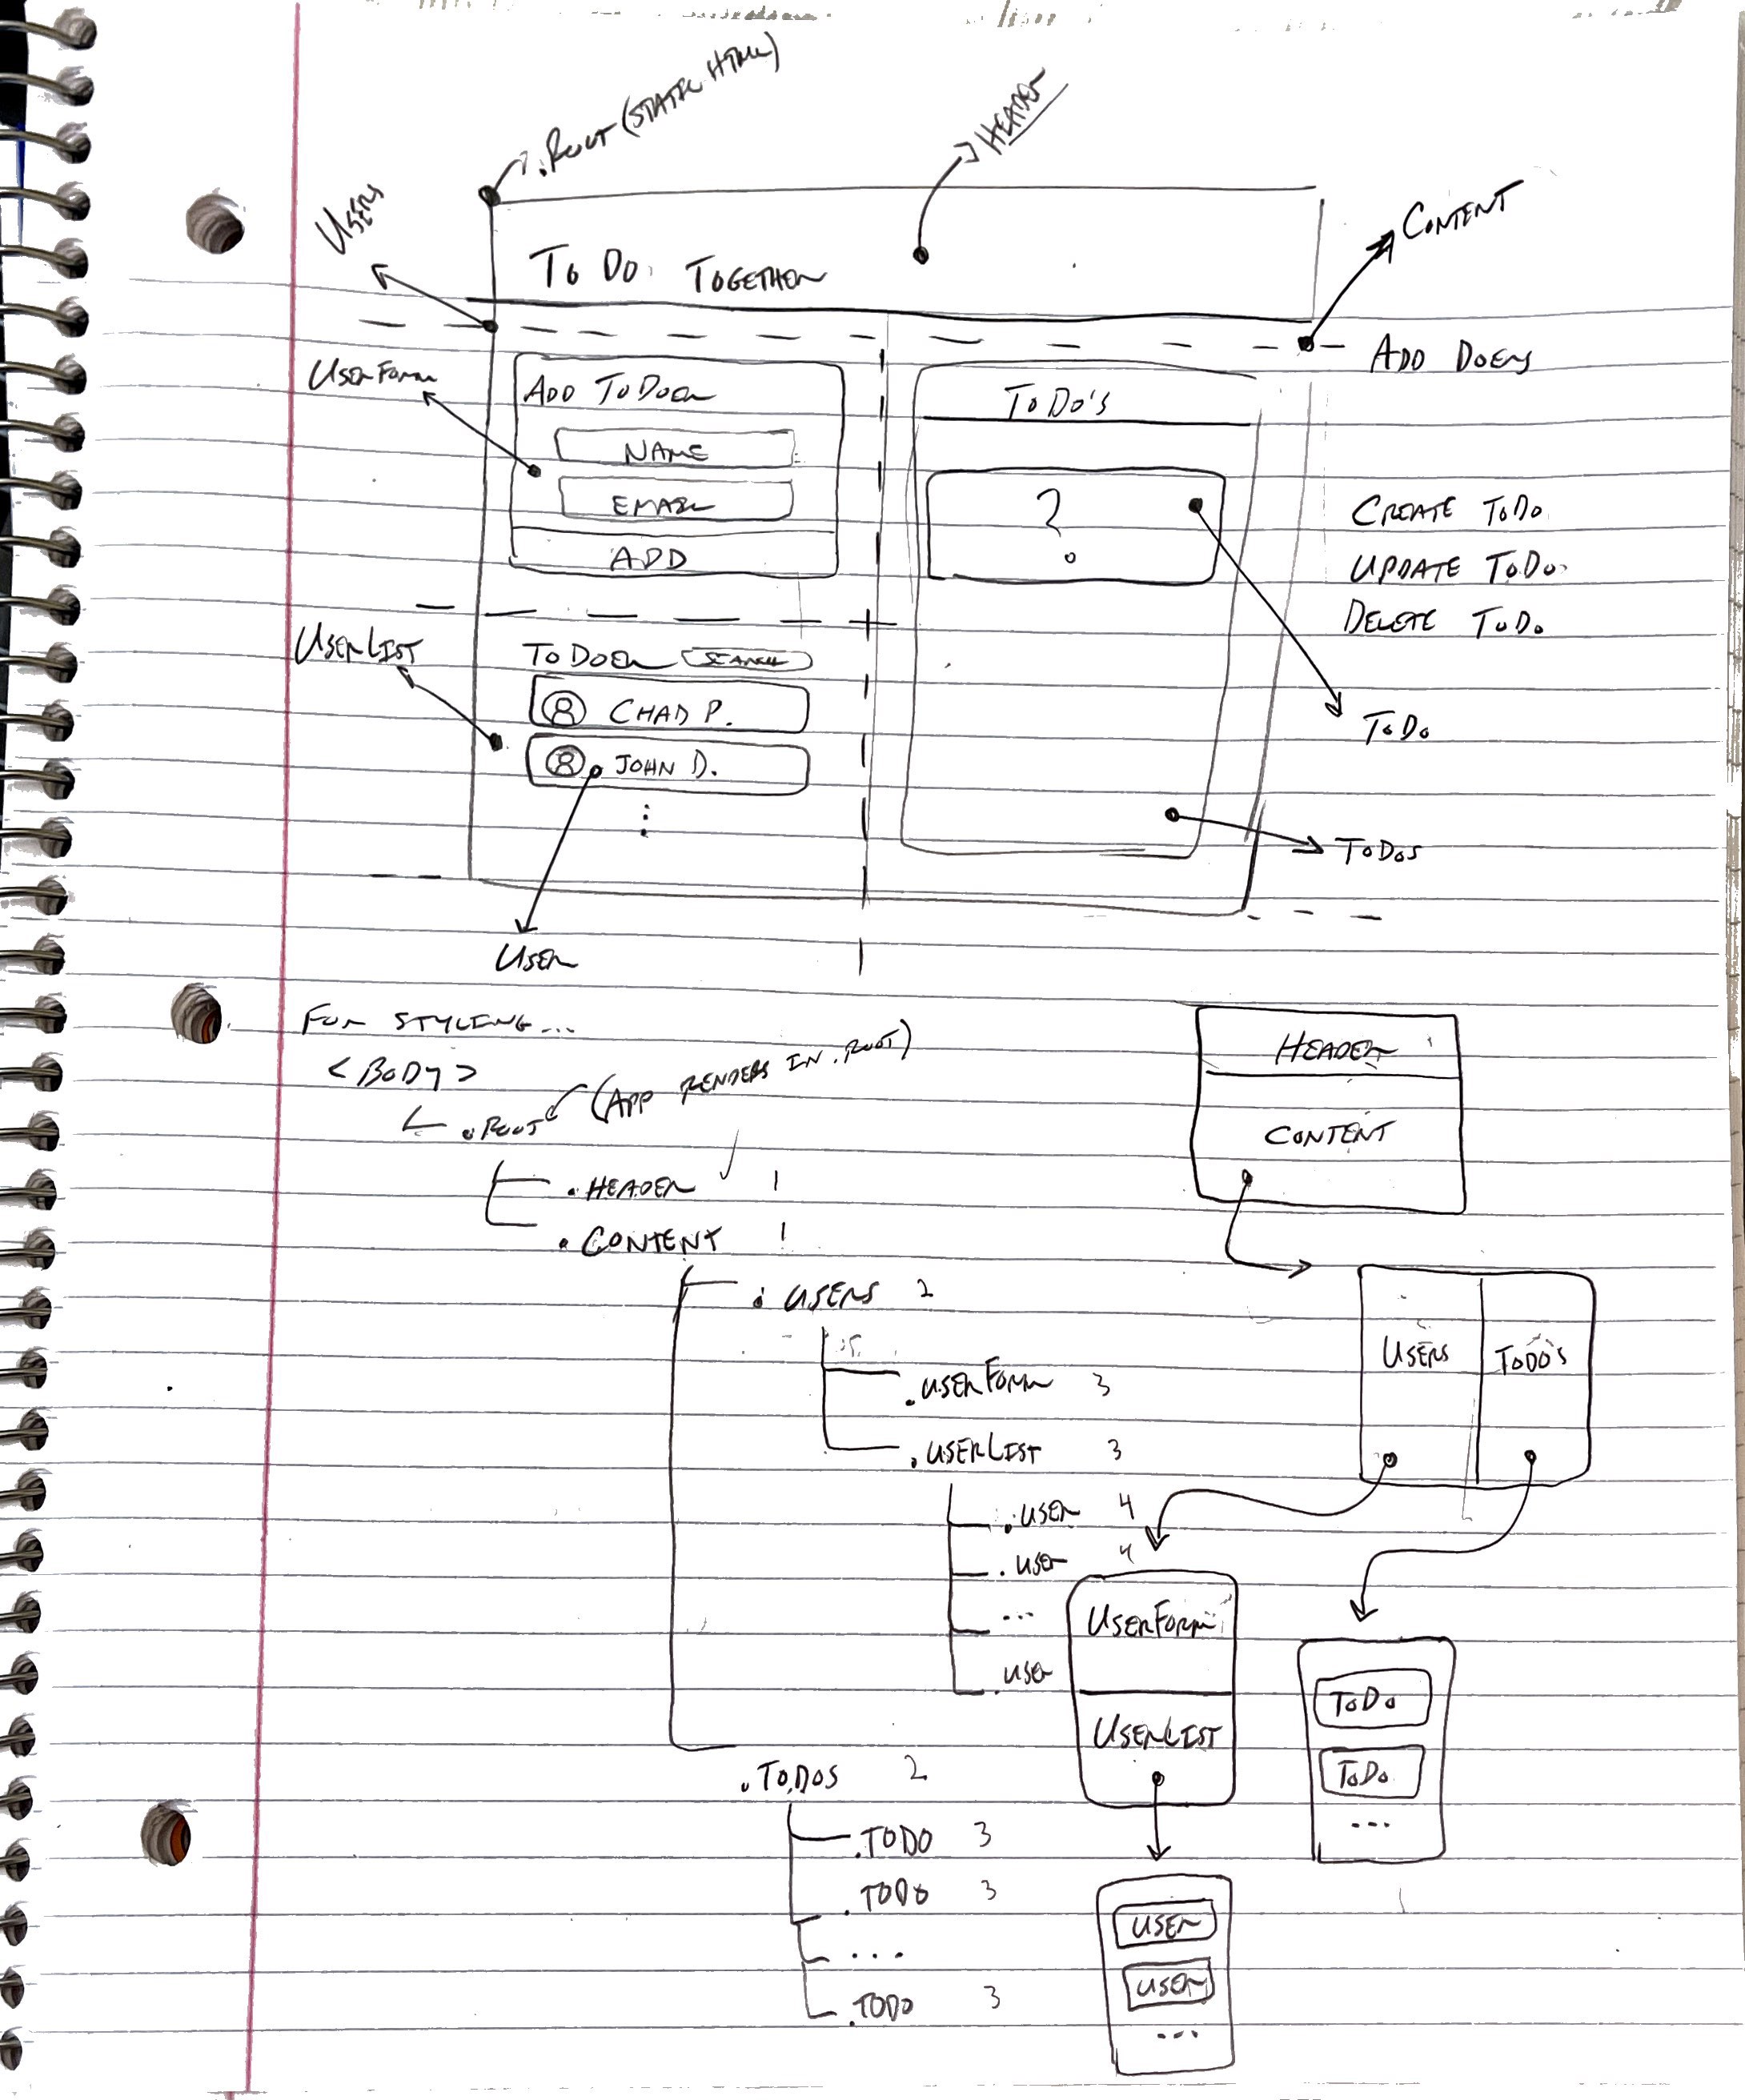 .ROOT (STATIC HTML)
HEADER
USERS
CONTENT
TO DO TOGETHER
ADD DOERS
USERFORM
ADD TODOER
TODO'S
NAME
EMAIL
?
CREATE TODO
ADD
UPDATE TODO
DELETE TODO
USERLIST
TODOER SEARCH
CHAD P.
TODO
JOHN D.
⋮
TODOS
USER
FOR STYLING...
<BODY>
.ROOT (APP RENDERS IN .ROOT)
HEADER
CONTENT
.HEADER 1
.CONTENT 1
.USERS 2
USERS TODO'S
.USERFORM 3
.USERLIST 3
.USER 4
.USER 4
...
USERFORM
.USER
TODO
USERLIST
TODO
...
.TODOS 2
.TODO 3
.TODO 3
...
.TODO 3
USER
USER
...